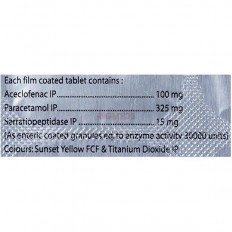 Each film coated tablet contains :
Aceclofenac IP.................................. 100 mg
Paracetamol IP.................................. 325 mg
Serratiopeptidase IP......................... 15 mg
(As enteric coated granules eq. to enzyme activity 30000 units)
Colours: Sunset Yellow FCF & Titanium Dioxide IP